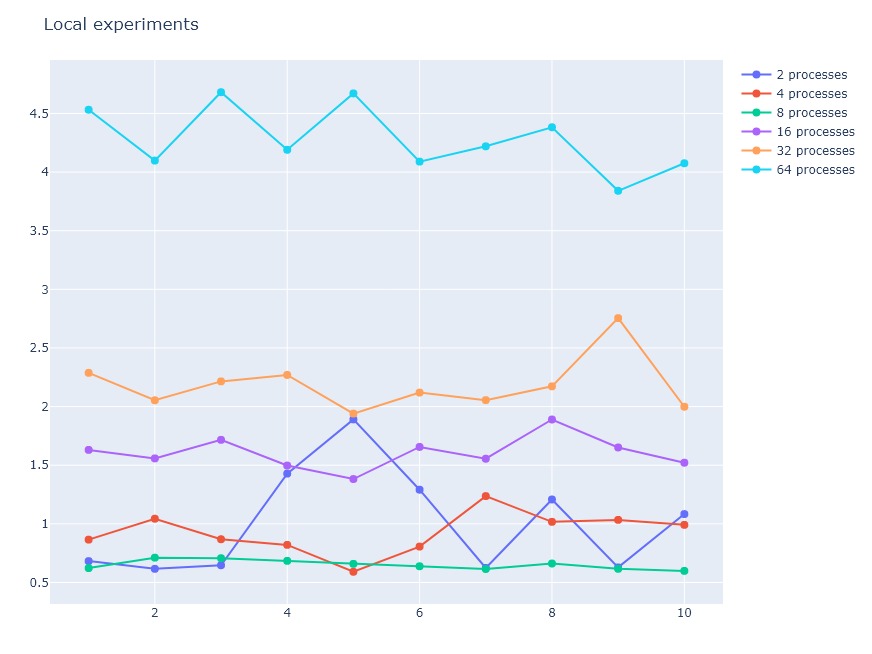 Local experiments
4.5
4
3.5
3
2.5
2
1.5
1
0.5
2
4
6
8
10
2 processes
4 processes
8 processes
16 processes
32 processes
64 processes